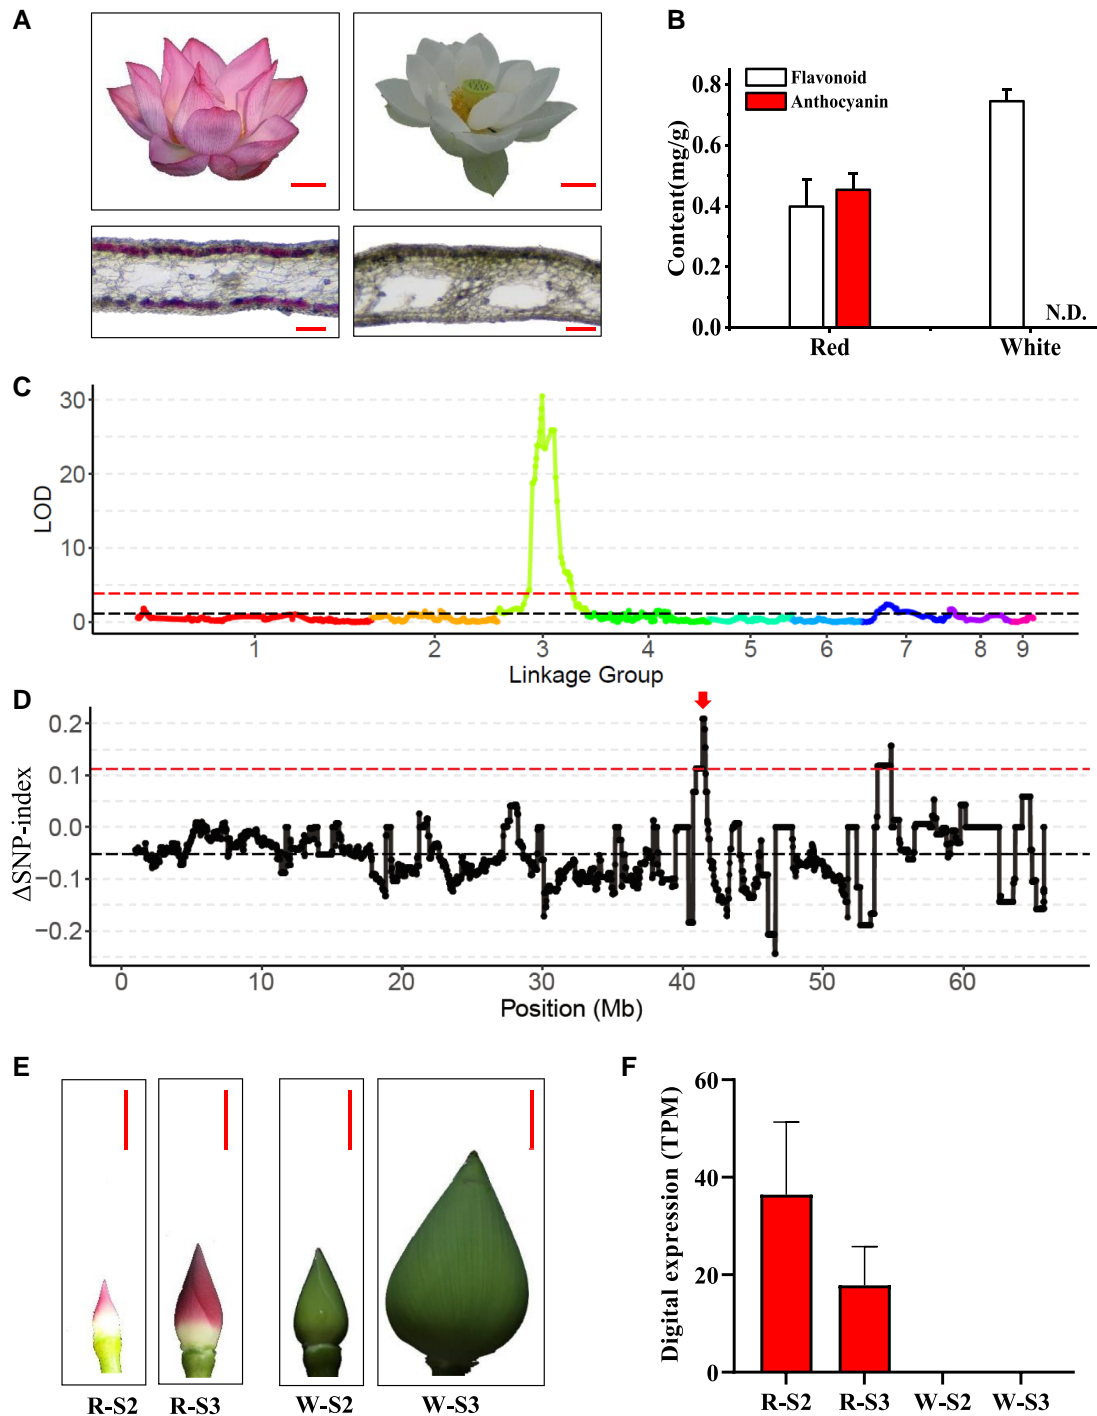 A
B
Flavonoid
Anthocyanin
Content(mg/g)
0.8
0.6
0.4
0.2
0.0
N.D.
Red White
C
LOD
30
20
10
0
1 2 3 4 5 6 7 8 9
Linkage Group
D
ΔSNP-index
0.2
0.1
0.0
−0.1
−0.2
0 10 20 30 40 50 60
Position (Mb)
E
R-S2 R-S3 W-S2 W-S3
F
Digital expression (TPM)
60
40
20
0
R-S2 R-S3 W-S2 W-S3